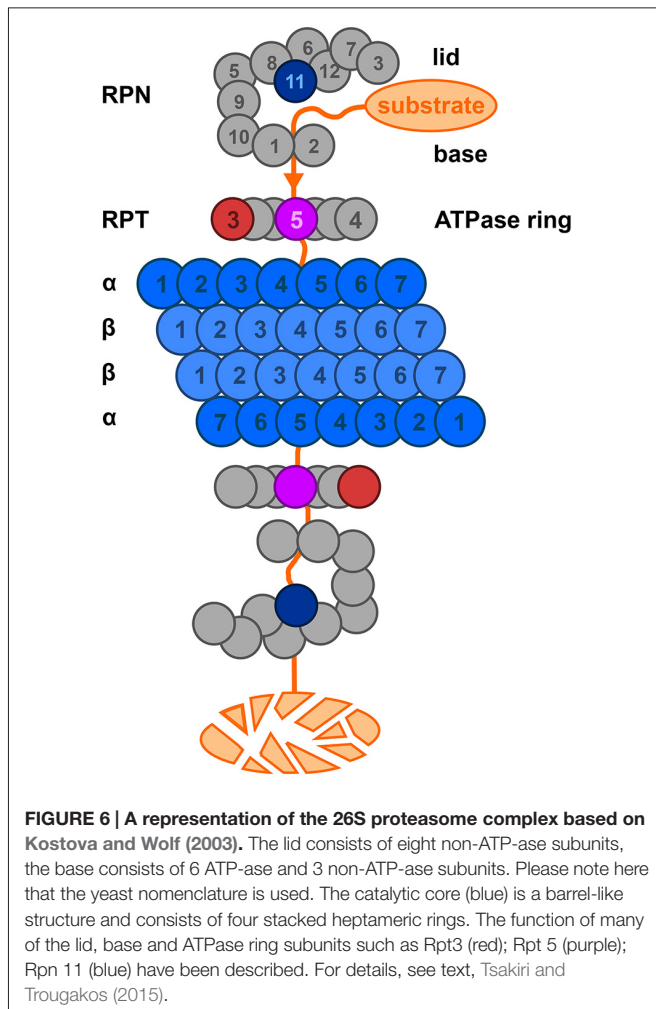 6 7
8 lid
5 12 3
11
RPN
9 substrate
10 1 2
base
RPT 3 5 4 ATPase ring
α 1 2 3 4 5 6 7
β 1 2 3 4 5 6 7
β 1 2 3 4 5 6 7
α 7 6 5 4 3 2 1
FIGURE 6 | A representation of the 26S proteasome complex based on
Kostova and Wolf (2003). The lid consists of eight non-ATP-ase subunits,
the base consists of 6 ATP-ase and 3 non-ATP-ase subunits. Please note here
that the yeast nomenclature is used. The catalytic core (blue) is a barrel-like
structure and consists of four stacked heptameric rings. The function of many
of the lid, base and ATPase ring subunits such as Rpt3 (red); Rpt 5 (purple);
Rpn 11 (blue) have been described. For details, see text, Tsakiri and
Trougakos (2015).